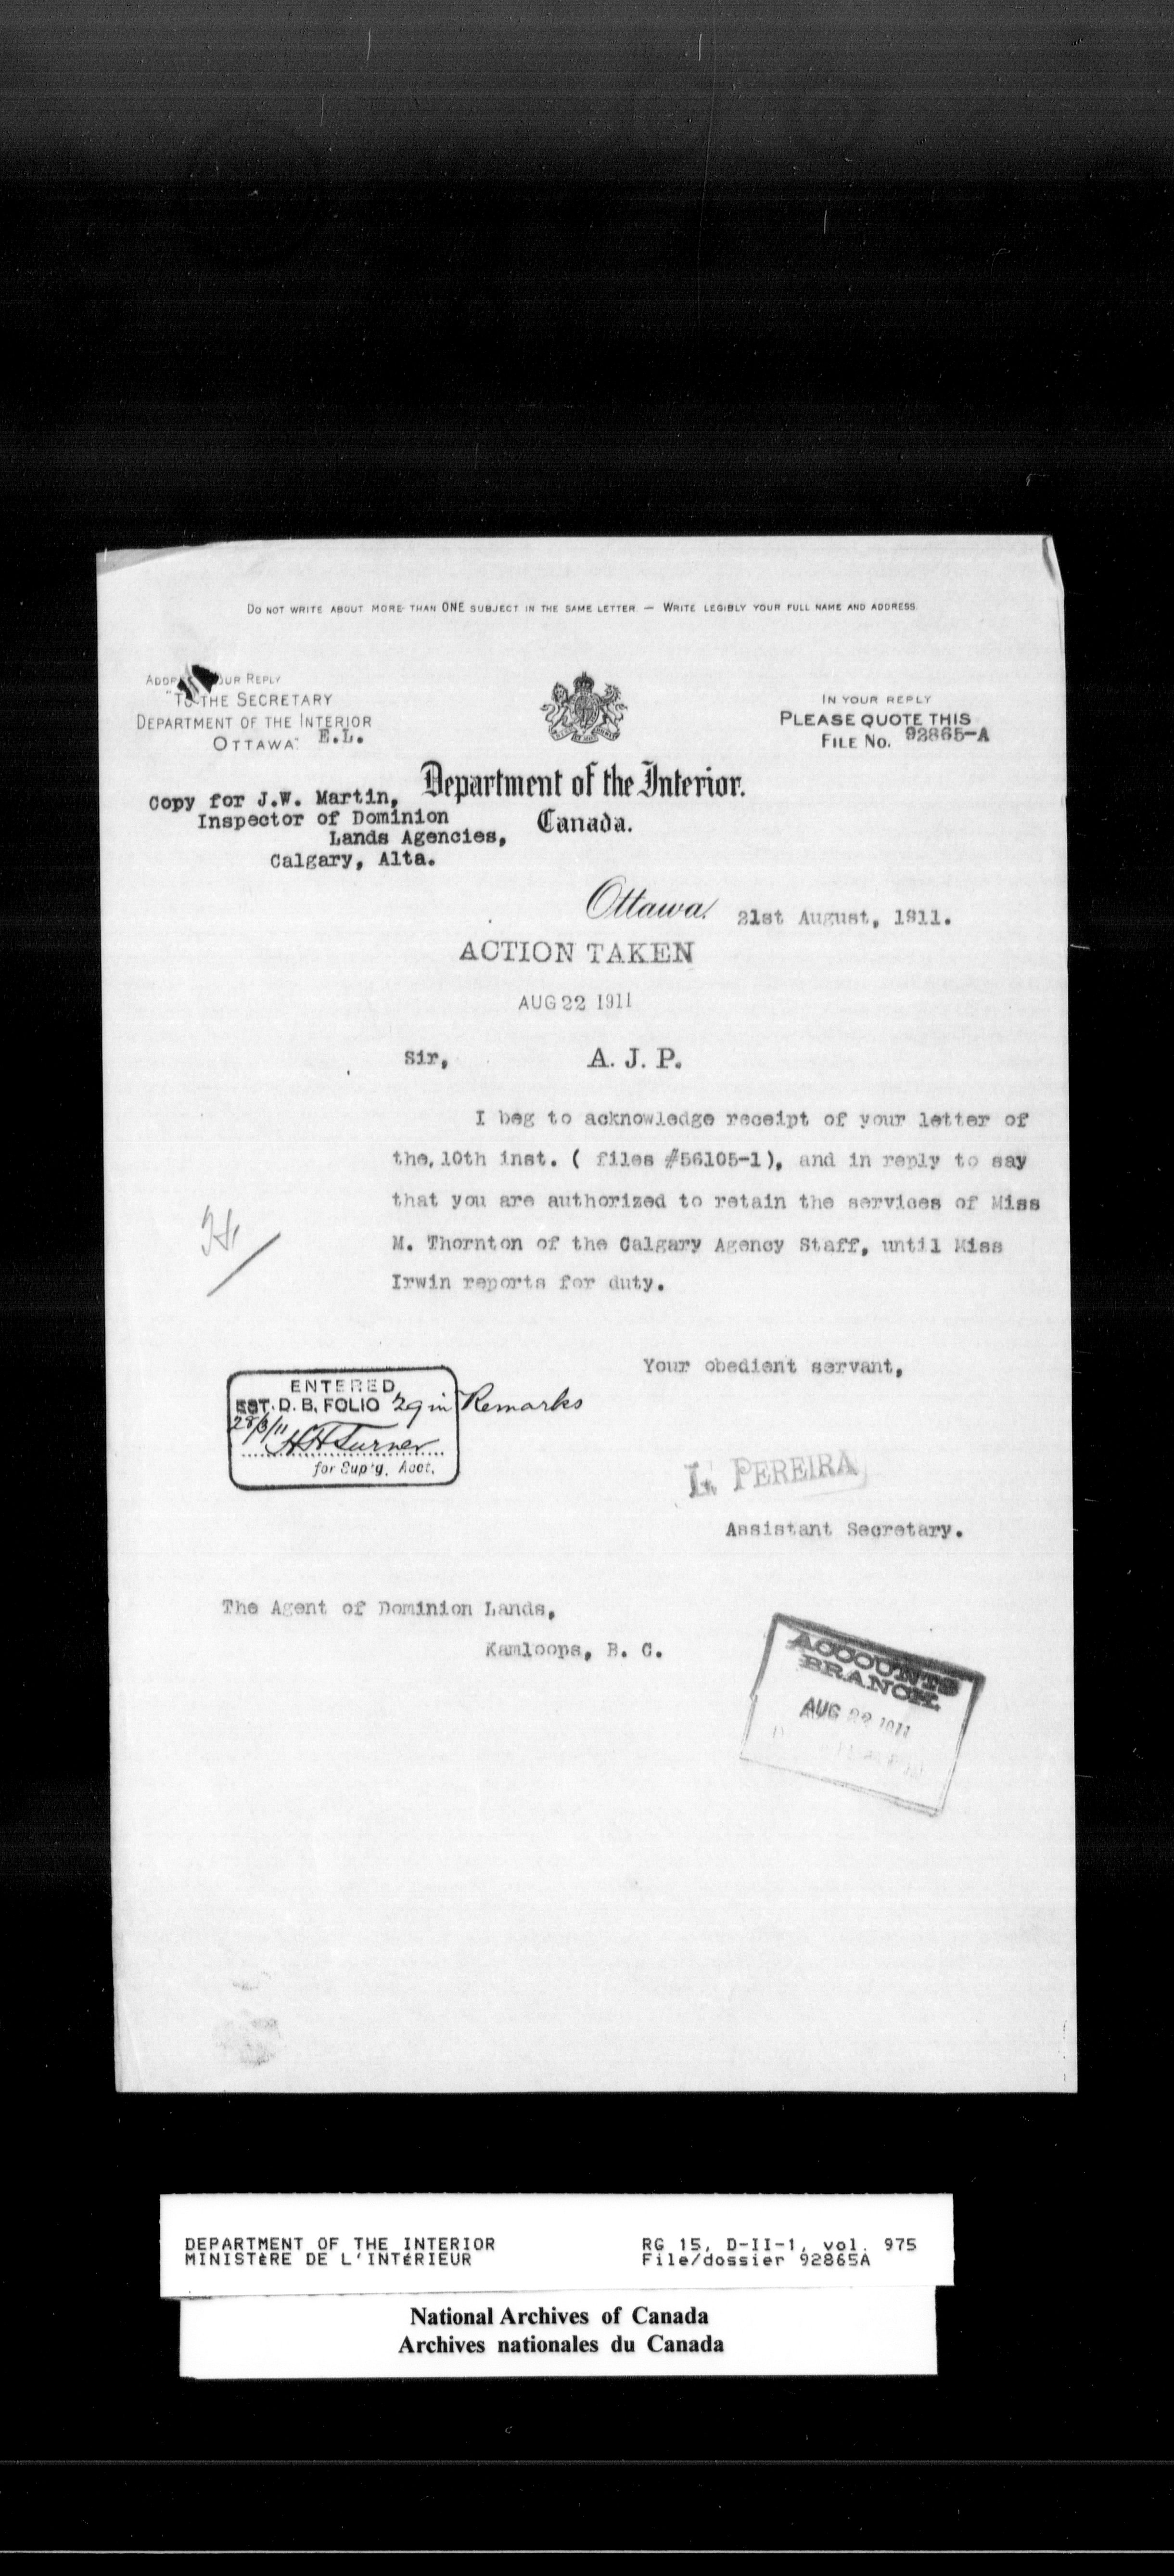 DO NOT WRITE ABOUT MORE THAN ONE SUBJECT IN THE SAME LETTER. — WRITE LEGIBLY YOUR FULL NAME AND ADDRESS.
YOUR REPLY
"TO THE SECRETARY
DEPARTMENT OF THE INTERIOR
OTTAWA" E.L.
IN YOUR REPLY
PLEASE QUOTE THIS
FILE No. 92865-A
Department of the Interior.
Canada.
Copy for J.W. Martin,
Inspector of Dominion
Lands Agencies,
Calgary, Alta.
Ottawa, 21st August, 1911.
ACTION TAKEN
AUG 22 1911
Sir, A. J. P.
I beg to acknowledge receipt of your letter of
the, 10th inst. ( files #56105-1), and in reply to say
that you are authorized to retain the services of Miss
M. Thornton of the Calgary Agency Staff, until Miss
Irwin reports for duty.
Your obedient servant,
ENTERED
EST. D. B. FOLIO 29 in Remarks
28/8/11
HH Turner
for Sup'g. Acct.
L. PEREIRA
Assistant Secretary.
The Agent of Dominion Lands,
Kamloops, B. C.
ACCOUNTS
BRANCH.
AUG 22 1911
DEPARTMENT OF THE INTERIOR
MINISTÈRE DE L'INTÉRIEUR
RG 15, D-II-1, vol. 975
File/dossier 92865A
National Archives of Canada
Archives nationales du Canada